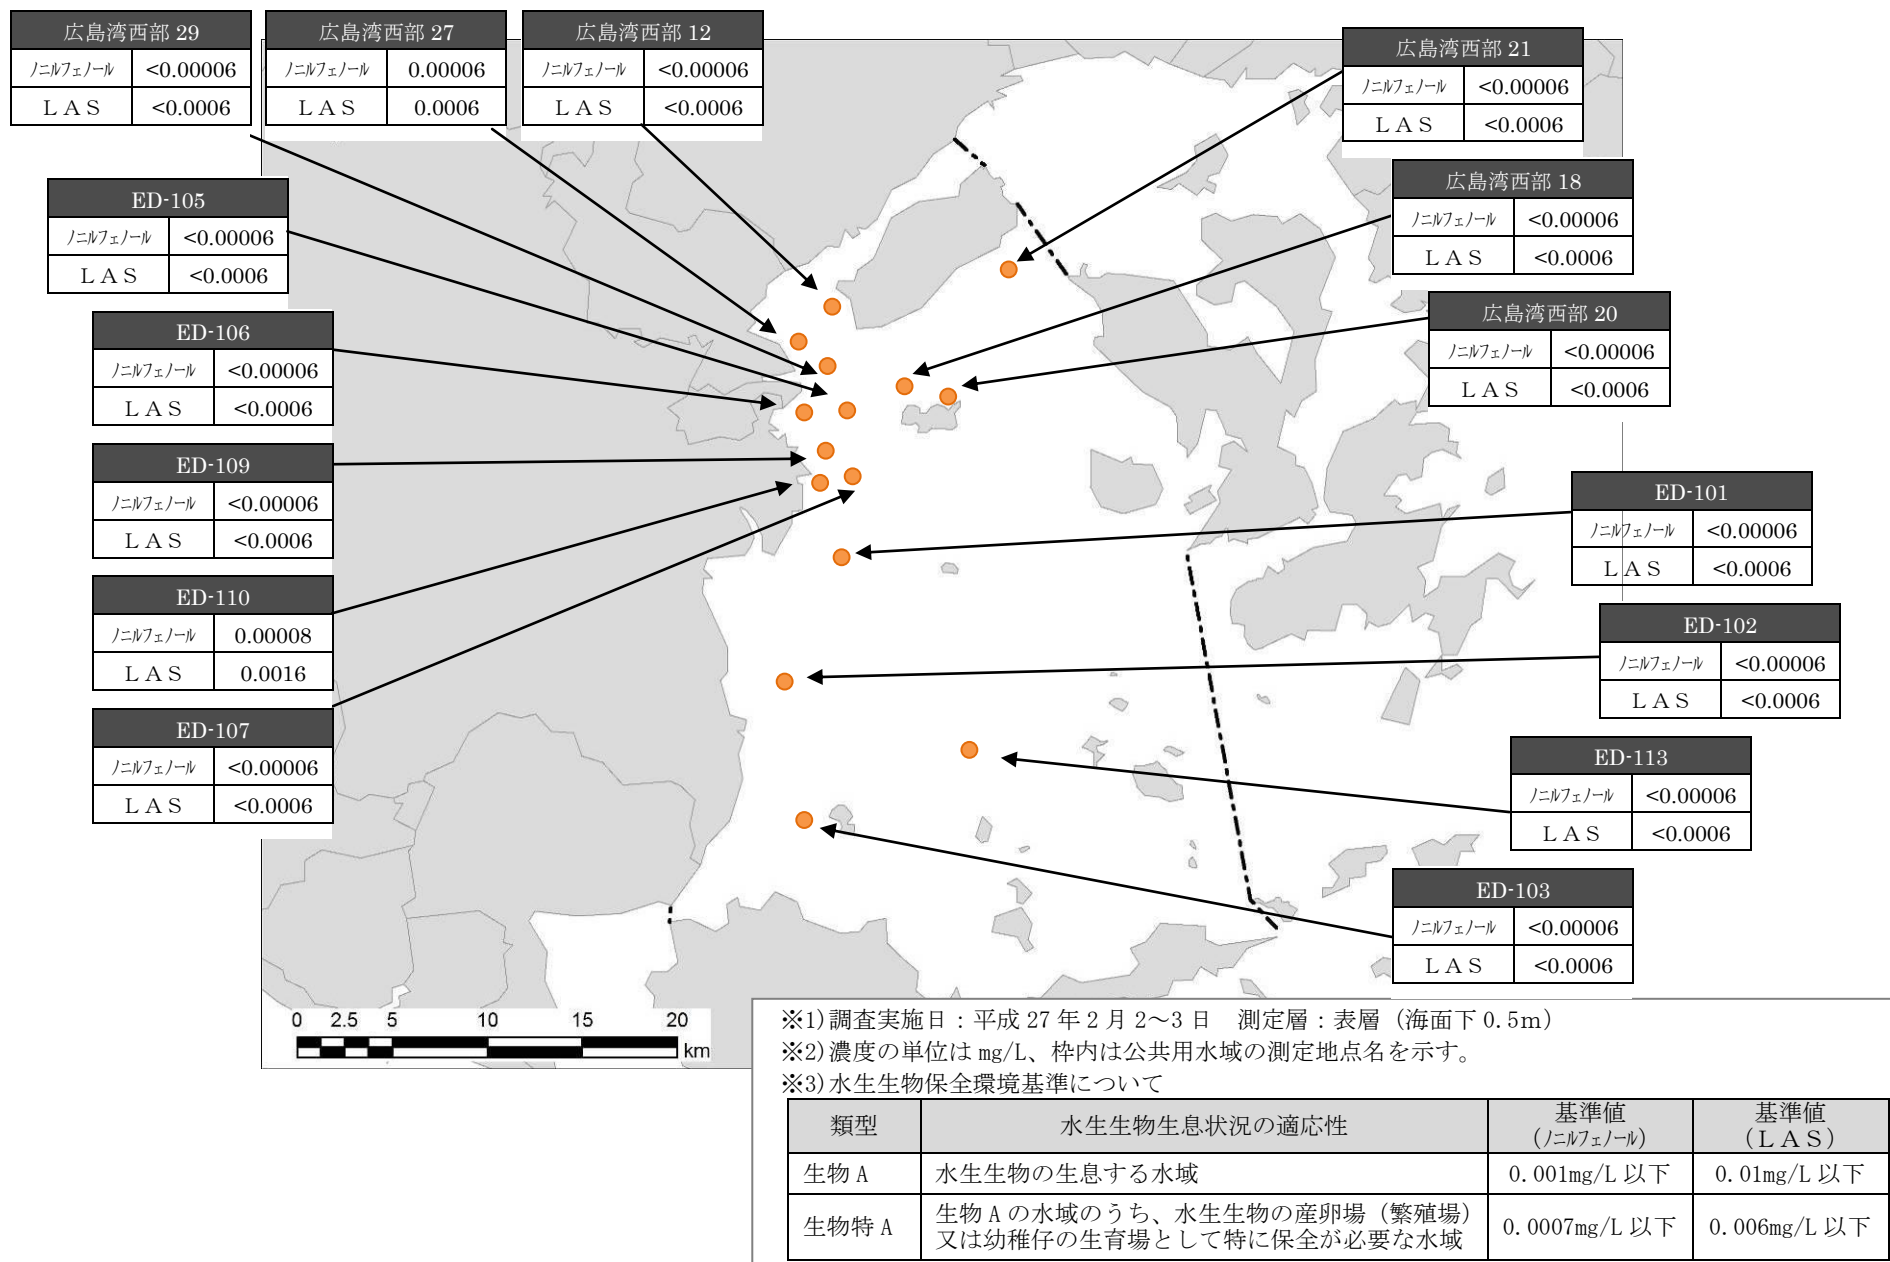 広島湾西部 29
ﾉﾆﾙﾌｪﾉｰﾙ <0.00006
ＬＡＳ <0.0006
広島湾西部 27
ﾉﾆﾙﾌｪﾉｰﾙ 0.00006
ＬＡＳ 0.0006
広島湾西部 12
ﾉﾆﾙﾌｪﾉｰﾙ <0.00006
ＬＡＳ <0.0006
広島湾西部 21
ﾉﾆﾙﾌｪﾉｰﾙ <0.00006
ＬＡＳ <0.0006
広島湾西部 18
ﾉﾆﾙﾌｪﾉｰﾙ <0.00006
ＬＡＳ <0.0006
広島湾西部 20
ﾉﾆﾙﾌｪﾉｰﾙ <0.00006
ＬＡＳ <0.0006
ED-105
ﾉﾆﾙﾌｪﾉｰﾙ <0.00006
ＬＡＳ <0.0006
ED-106
ﾉﾆﾙﾌｪﾉｰﾙ <0.00006
ＬＡＳ <0.0006
ED-109
ﾉﾆﾙﾌｪﾉｰﾙ <0.00006
ＬＡＳ <0.0006
ED-110
ﾉﾆﾙﾌｪﾉｰﾙ 0.00008
ＬＡＳ 0.0016
ED-107
ﾉﾆﾙﾌｪﾉｰﾙ <0.00006
ＬＡＳ <0.0006
ED-101
ﾉﾆﾙﾌｪﾉｰﾙ <0.00006
ＬＡＳ <0.0006
ED-102
ﾉﾆﾙﾌｪﾉｰﾙ <0.00006
ＬＡＳ <0.0006
ED-113
ﾉﾆﾙﾌｪﾉｰﾙ <0.00006
ＬＡＳ <0.0006
ED-103
ﾉﾆﾙﾌｪﾉｰﾙ <0.00006
ＬＡＳ <0.0006
0 2.5 5 10 15 20
km
※1)調査実施日：平成 27 年 2 月 2～3 日　測定層：表層（海面下 0.5m）
※2)濃度の単位は mg/L、枠内は公共用水域の測定地点名を示す。
※3)水生生物保全環境基準について
類型 水生生物生息状況の適応性 基準値 基準値
（ﾉﾆﾙﾌｪﾉｰﾙ） （ＬＡＳ）
生物 A 水生生物の生息する水域 0.001mg/L 以下 0.01mg/L 以下
生物特 A 生物 A の水域のうち、水生生物の産卵場（繁殖場） 0.0007mg/L 以下 0.006mg/L 以下
又は幼稚仔の生育場として特に保全が必要な水域